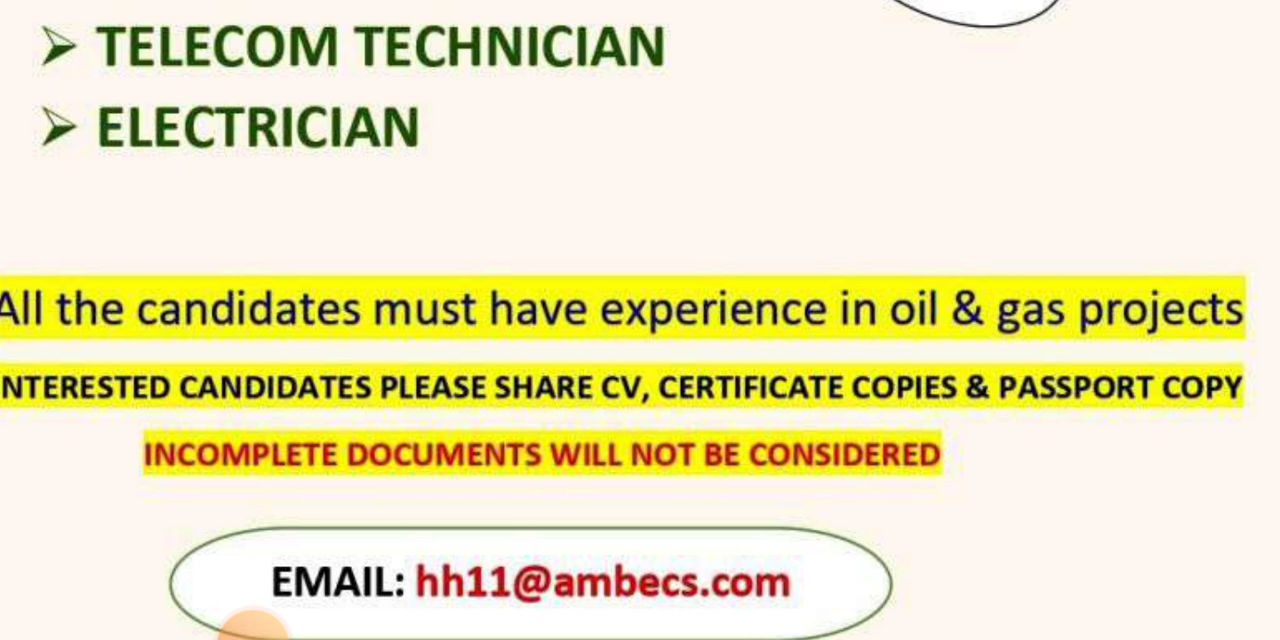 ➢ TELECOM TECHNICIAN
➢ ELECTRICIAN
All the candidates must have experience in oil & gas projects
NTERESTED CANDIDATES PLEASE SHARE CV, CERTIFICATE COPIES & PASSPORT COPY
INCOMPLETE DOCUMENTS WILL NOT BE CONSIDERED
EMAIL: hh11@ambecs.com